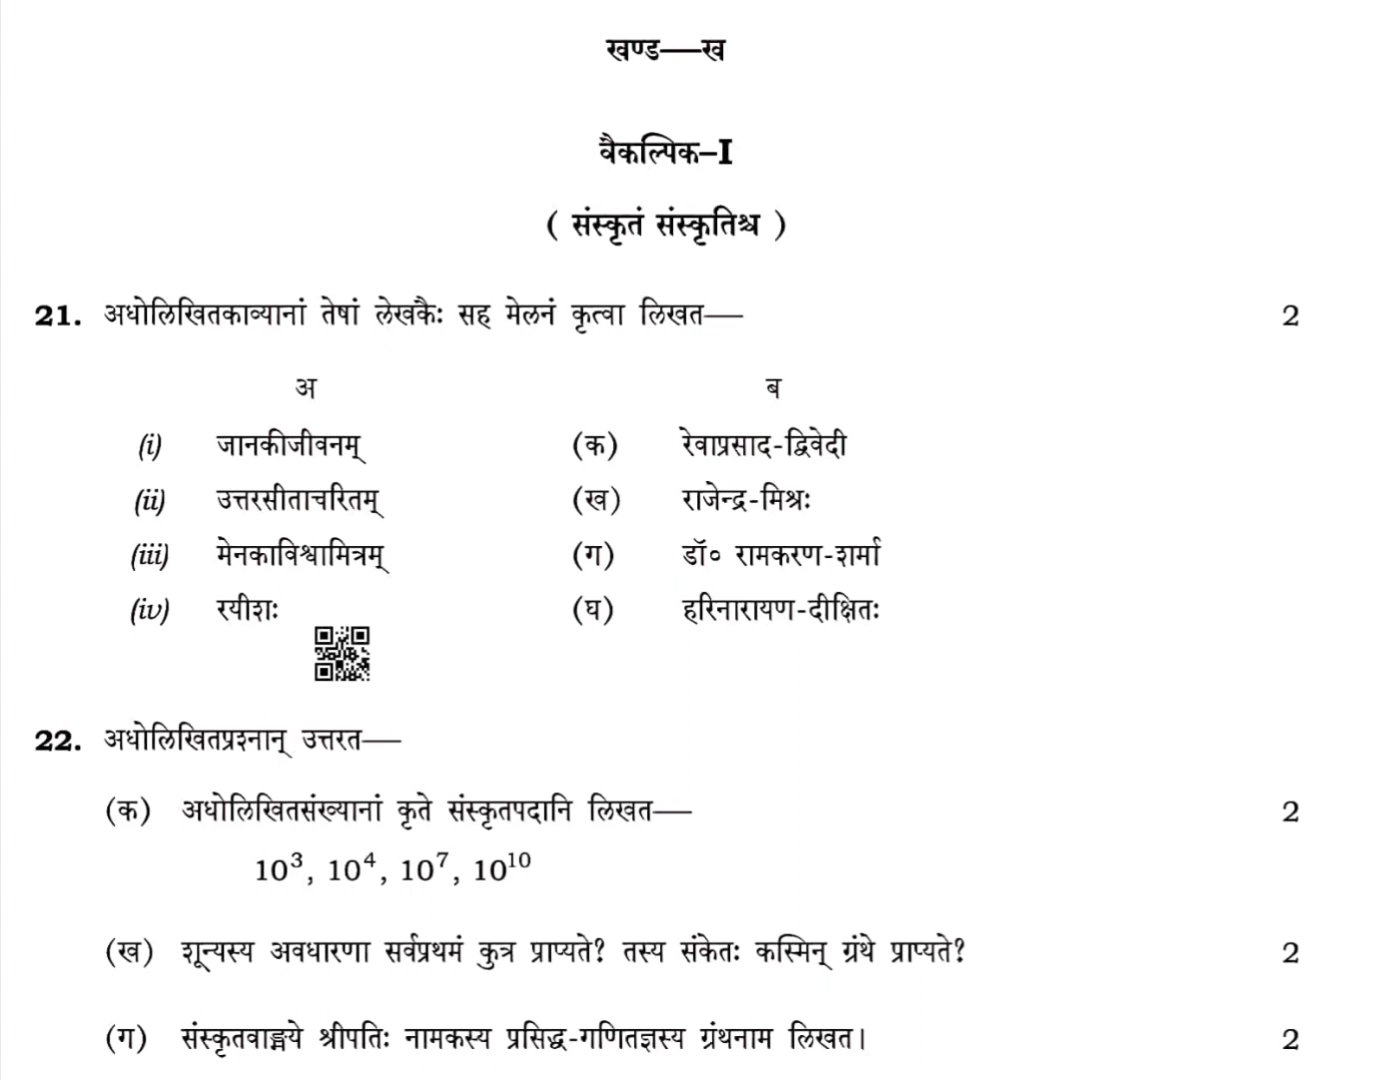 खण्ड—ख
वैकल्पिक–I
( संस्कृतं संस्कृतिश्च )
21. अधोलिखितकाव्यानां तेषां लेखकैः सह मेलनं कृत्वा लिखत— 2
अ ब
(i) जानकीजीवनम् (क) रेवाप्रसाद-द्विवेदी
(ii) उत्तरसीताचरितम् (ख) राजेन्द्र-मिश्रः
(iii) मेनकाविश्वामित्रम् (ग) डॉ० रामकरण-शर्मा
(iv) रयीशः (घ) हरिनारायण-दीक्षितः
22. अधोलिखितप्रश्नान् उत्तरत—
(क) अधोलिखितसंख्यानां कृते संस्कृतपदानि लिखत— 2
10³, 10⁴, 10⁷, 10¹⁰
(ख) शून्यस्य अवधारणा सर्वप्रथमं कुत्र प्राप्यते? तस्य संकेतः कस्मिन् ग्रंथे प्राप्यते? 2
(ग) संस्कृतवाङ्मये श्रीपतिः नामकस्य प्रसिद्ध-गणितज्ञस्य ग्रंथनाम लिखत। 2